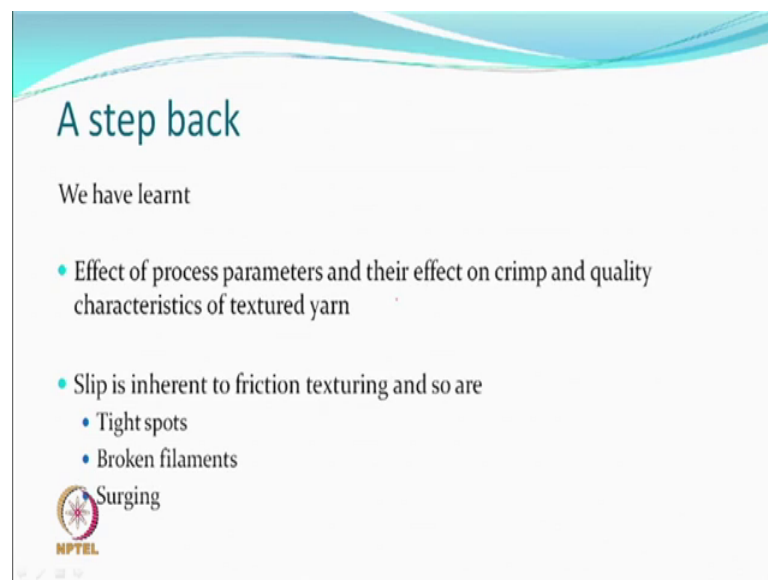 A step back
We have learnt
Effect of process parameters and their effect on crimp and quality
characteristics of textured yarn
Slip is inherent to friction texturing and so are
Tight spots
Broken filaments
Surging
NPTEL